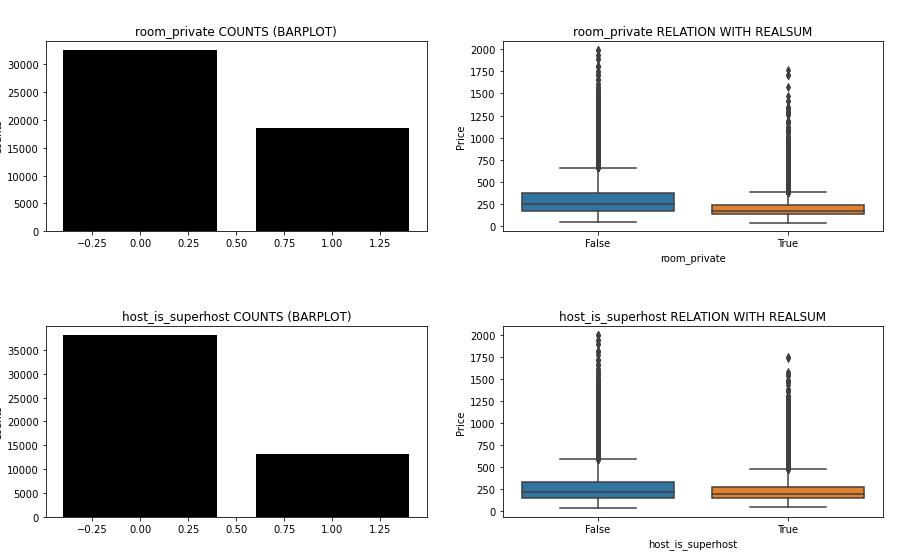 room_private COUNTS (BARPLOT)
30000
25000
20000
15000
10000
5000
0
−0.25 0.00 0.25 0.50 0.75 1.00 1.25
room_private RELATION WITH REALSUM
Price
2000
1750
1500
1250
1000
750
500
250
0
False True
room_private
host_is_superhost COUNTS (BARPLOT)
35000
30000
25000
20000
15000
10000
5000
0
−0.25 0.00 0.25 0.50 0.75 1.00 1.25
host_is_superhost RELATION WITH REALSUM
Price
2000
1750
1500
1250
1000
750
500
250
0
False True
host_is_superhost